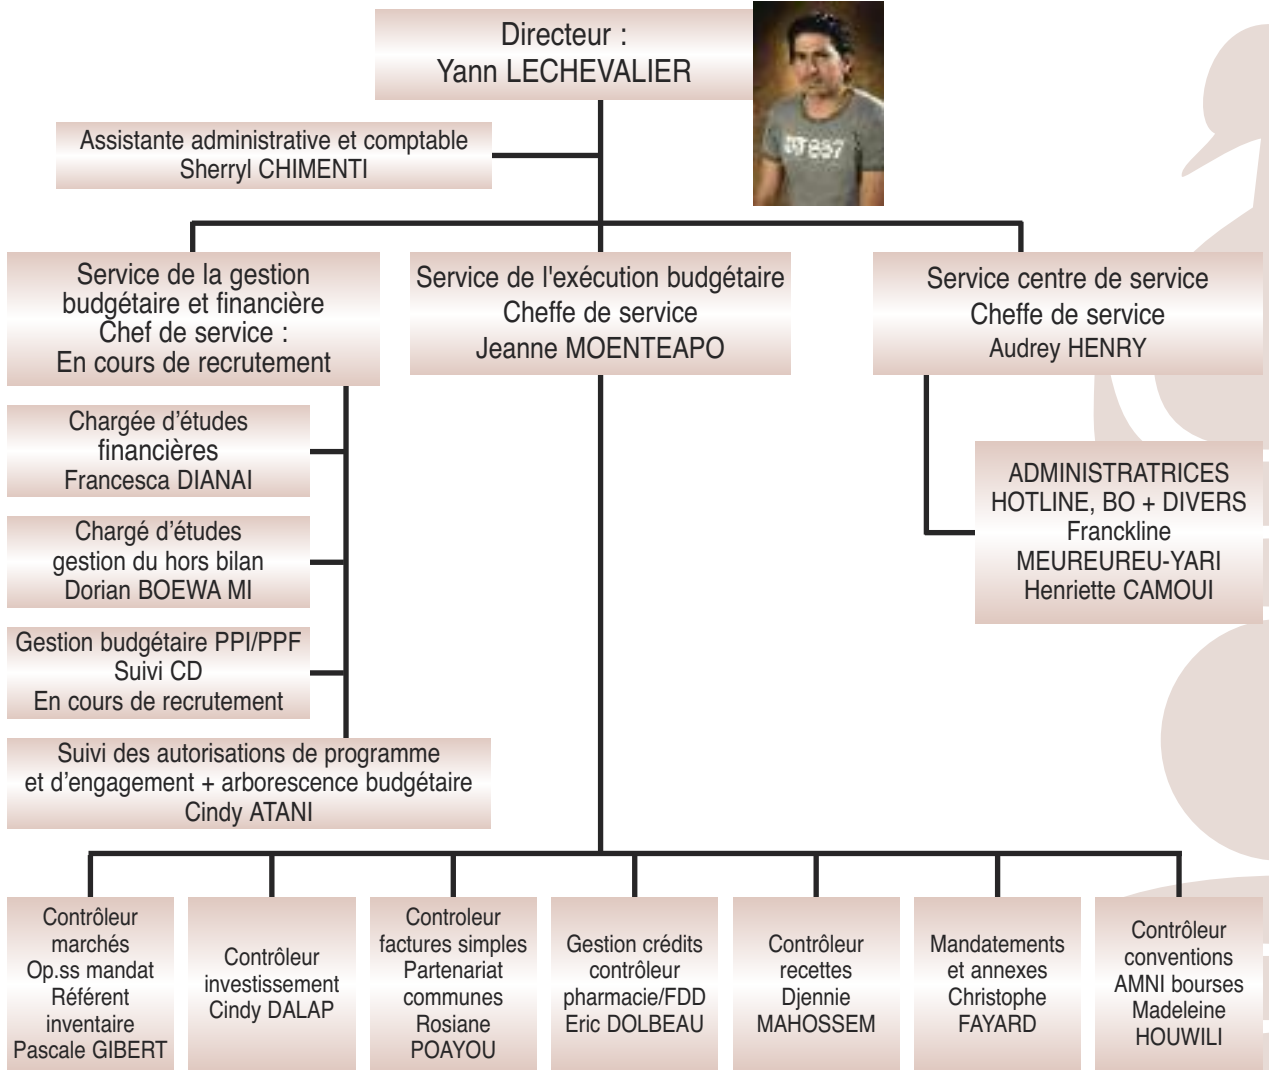 Directeur :
Yann LECHEVALIER
Assistante administrative et comptable
Sherryl CHIMENTI
Service de la gestion
budgétaire et financière
Chef de service :
En cours de recrutement
Service de l'exécution budgétaire
Cheffe de service
Jeanne MOENTEAPO
Service centre de service
Cheffe de service
Audrey HENRY
Chargée d’études
financières
Francesca DIANAI
Chargé d’études
gestion du hors bilan
Dorian BOEWA MI
Gestion budgétaire PPI/PPF
Suivi CD
En cours de recrutement
Suivi des autorisations de programme
et d’engagement + arborescence budgétaire
Cindy ATANI
ADMINISTRATRICES
HOTLINE, BO + DIVERS
Franckline
MEUREUREU-YARI
Henriette CAMOUI
Contrôleur
marchés
Op.ss mandat
Référent
inventaire
Pascale GIBERT
Contrôleur
investissement
Cindy DALAP
Controleur
factures simples
Partenariat
communes
Rosiane
POAYOU
Gestion crédits
contrôleur
pharmacie/FDD
Eric DOLBEAU
Contrôleur
recettes
Djennie
MAHOSSEM
Mandatements
et annexes
Christophe
FAYARD
Contrôleur
conventions
AMNI bourses
Madeleine
HOUWILI